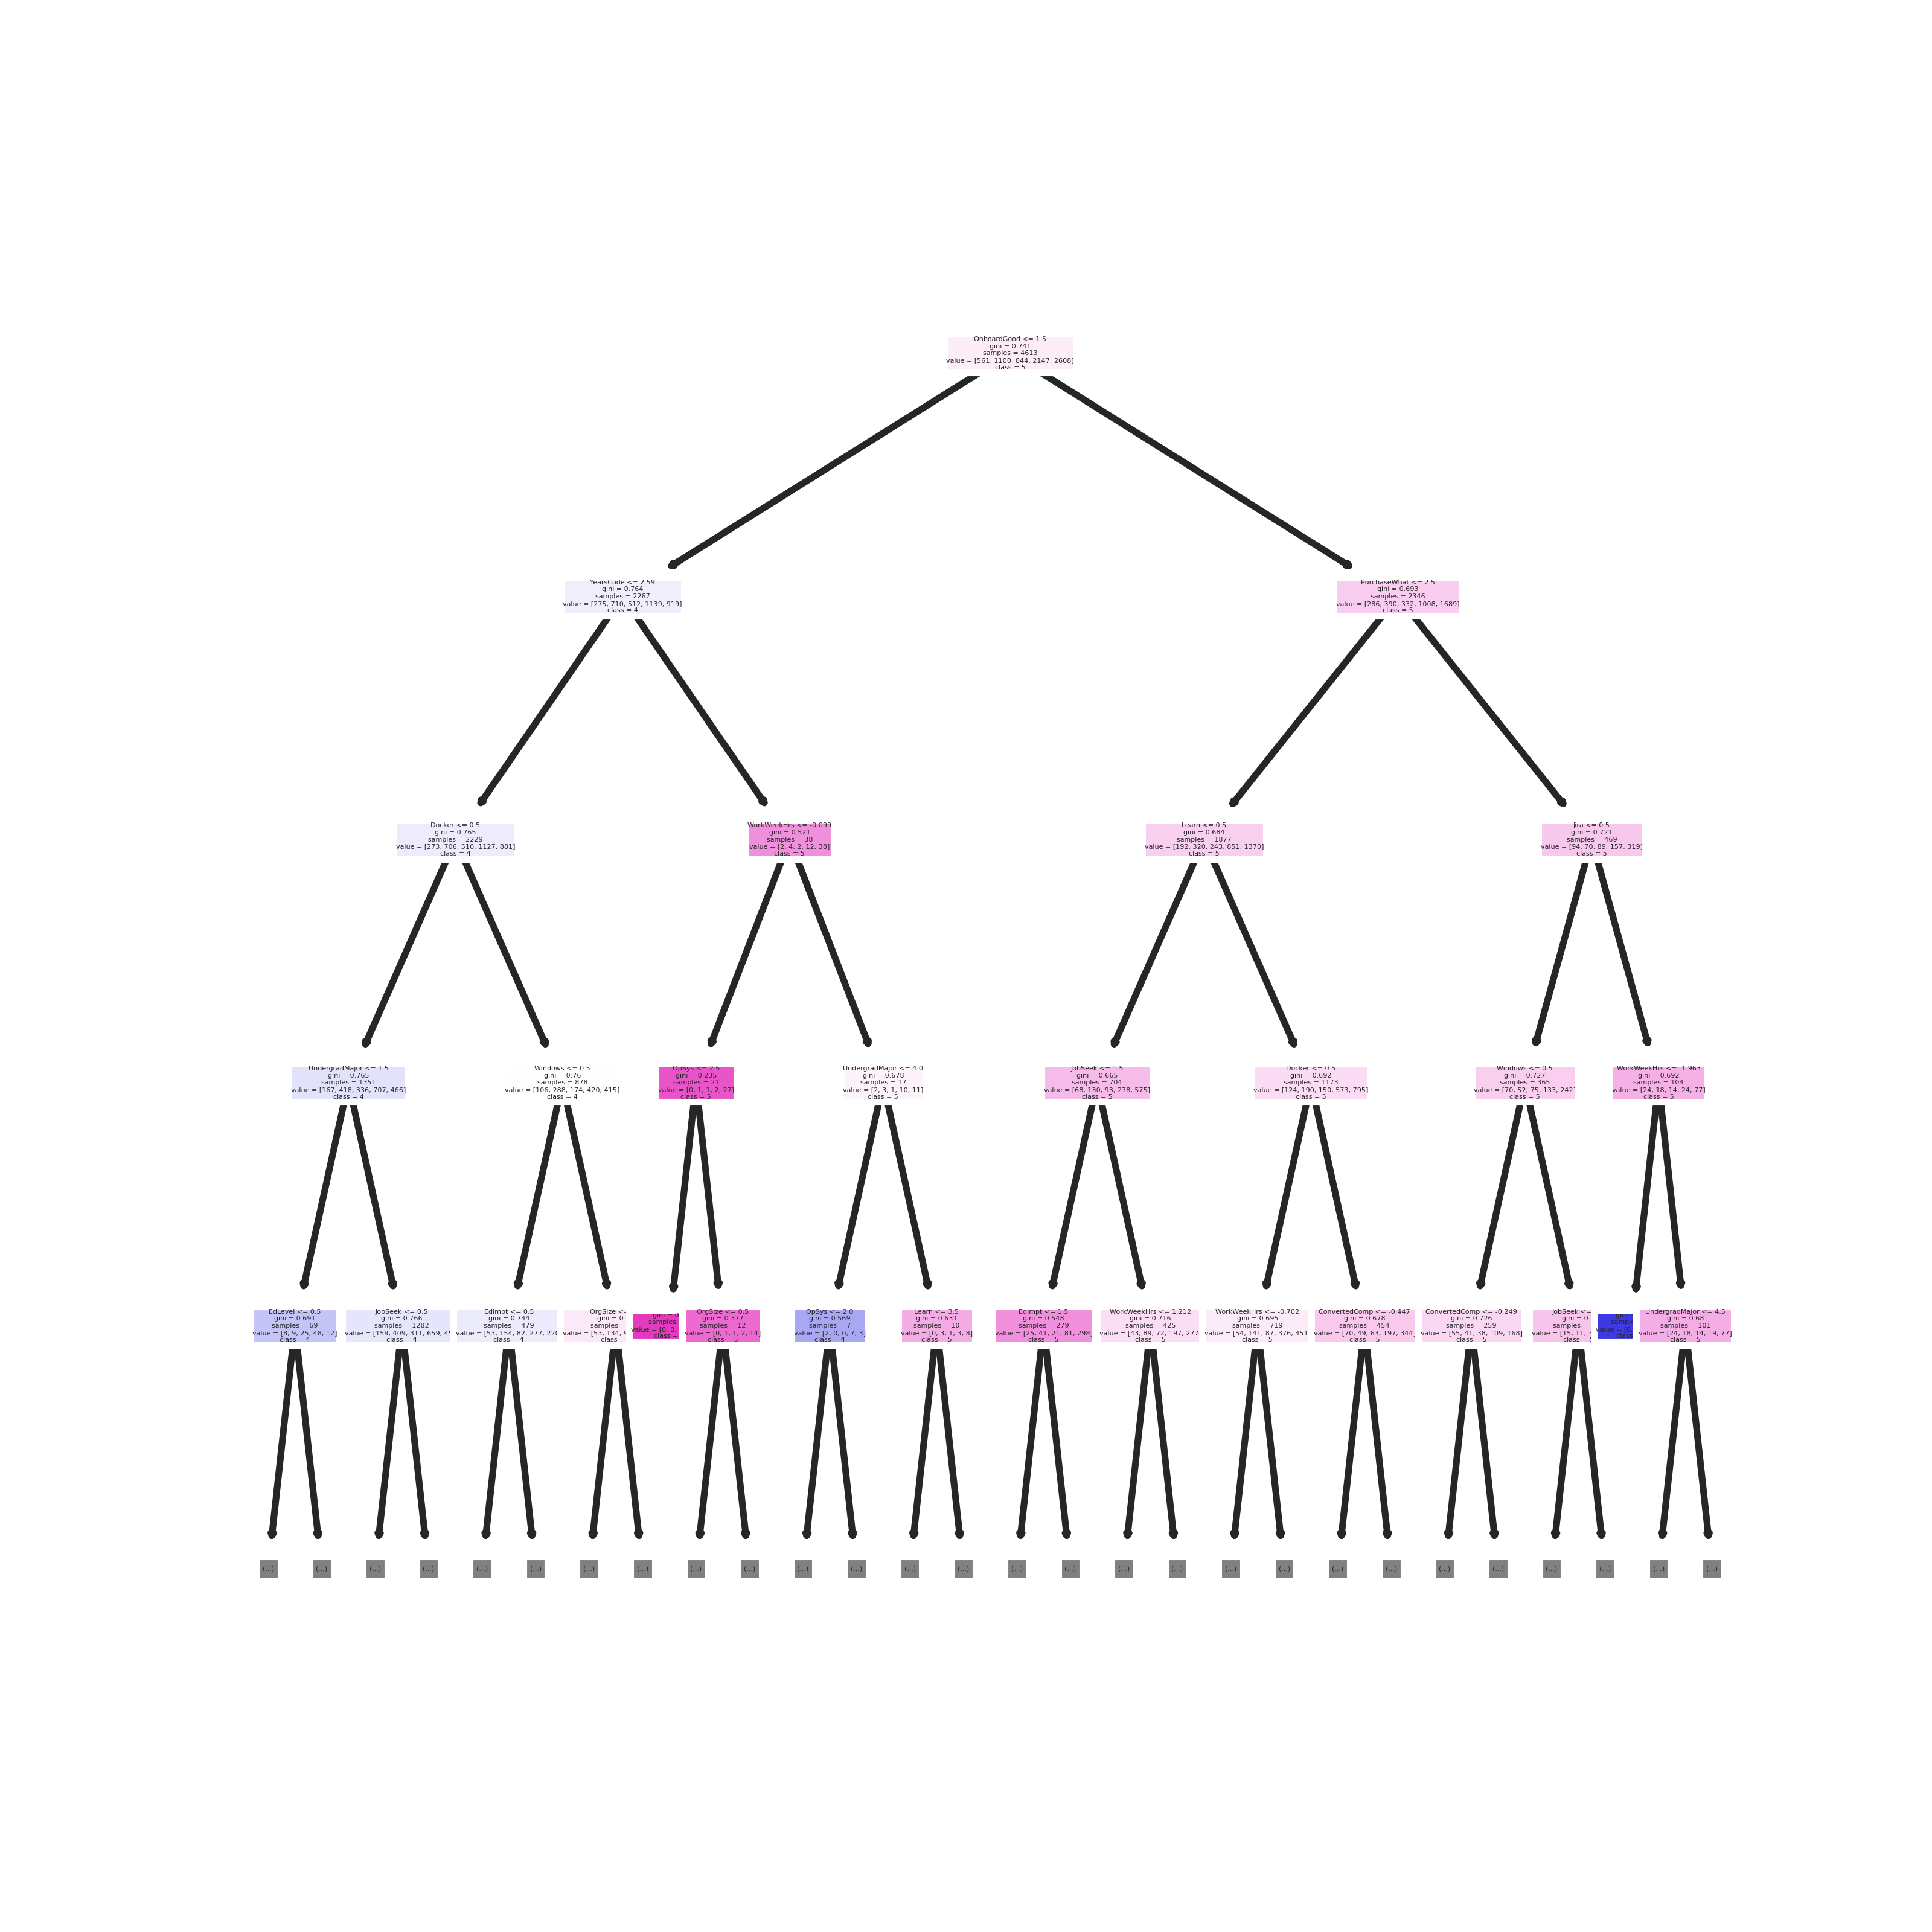 OnboardGood <= 1.5
gini = 0.741
samples = 4613
value = [561, 1100, 844, 2147, 2608]
class = 5
YearsCode <= 2.59
gini = 0.764
samples = 2267
value = [275, 710, 512, 1139, 919]
class = 4
PurchaseWhat <= 2.5
gini = 0.693
samples = 2346
value = [286, 390, 332, 1008, 1689]
class = 5
Docker <= 0.5
gini = 0.765
samples = 2229
value = [273, 706, 510, 1127, 881]
class = 4
WorkWeekHrs <= -0.099
gini = 0.521
samples = 38
value = [2, 4, 2, 12, 38]
class = 5
Learn <= 0.5
gini = 0.684
samples = 1877
value = [192, 320, 243, 851, 1370]
class = 5
Jira <= 0.5
gini = 0.721
samples = 469
value = [94, 70, 89, 157, 319]
class = 5
UndergradMajor <= 1.5
gini = 0.765
samples = 1351
value = [167, 418, 336, 707, 466]
class = 4
Windows <= 0.5
gini = 0.76
samples = 878
value = [106, 288, 174, 420, 415]
class = 4
OpSys <= 2.5
gini = 0.235
samples = 21
value = [0, 1, 1, 2, 27]
class = 5
UndergradMajor <= 4.0
gini = 0.678
samples = 17
value = [2, 3, 1, 10, 11]
class = 5
JobSeek <= 1.5
gini = 0.665
samples = 704
value = [68, 130, 93, 278, 575]
class = 5
Docker <= 0.5
gini = 0.692
samples = 1173
value = [124, 190, 150, 573, 795]
class = 5
Windows <= 0.5
gini = 0.727
samples = 365
value = [70, 52, 75, 133, 242]
class = 5
WorkWeekHrs <= -1.963
gini = 0.692
samples = 104
value = [24, 18, 14, 24, 77]
class = 5
EdLevel <= 0.5
gini = 0.691
samples = 69
value = [8, 9, 25, 48, 12]
class = 4
JobSeek <= 0.5
gini = 0.766
samples = 1282
value = [159, 409, 311, 659, 4
class = 4
EdImpt <= 0.5
gini = 0.744
samples = 479
value = [53, 154, 82, 277, 220
class = 4
OrgSize <
gini = 0.
samples =
value = [53, 134, 9
class =
gini = 0
samples
value = [0, 0,
class =
OrgSize <= 0.5
gini = 0.377
samples = 12
value = [0, 1, 1, 2, 14]
class = 5
OpSys <= 2.0
gini = 0.569
samples = 7
value = [2, 0, 0, 7, 3]
class = 4
Learn <= 3.5
gini = 0.631
samples = 10
value = [0, 3, 1, 3, 8]
class = 5
EdImpt <= 1.5
gini = 0.548
samples = 279
value = [25, 41, 21, 81, 298]
class = 5
WorkWeekHrs <= 1.212
gini = 0.716
samples = 425
value = [43, 89, 72, 197, 277
class = 5
WorkWeekHrs <= -0.702
gini = 0.695
samples = 719
value = [54, 141, 87, 376, 451
class = 5
ConvertedComp <= -0.447
gini = 0.678
samples = 454
value = [70, 49, 63, 197, 344]
class = 5
ConvertedComp <= -0.249
gini = 0.726
samples = 259
value = [55, 41, 38, 109, 168]
class = 5
JobSeek <=
gini = 0.
samples =
value = [15, 11, 3
class =
gini
samp
value = [0,
class
UndergradMajor <= 4.5
gini = 0.68
samples = 101
value = [24, 18, 14, 19, 77]
class = 5
(...) (...) (...) (...) (...) (...) (...) (...) (...) (...) (...) (...) (...) (...) (...) (...) (...) (...) (...) (...) (...) (...) (...) (...) (...) (...) (...) (...)